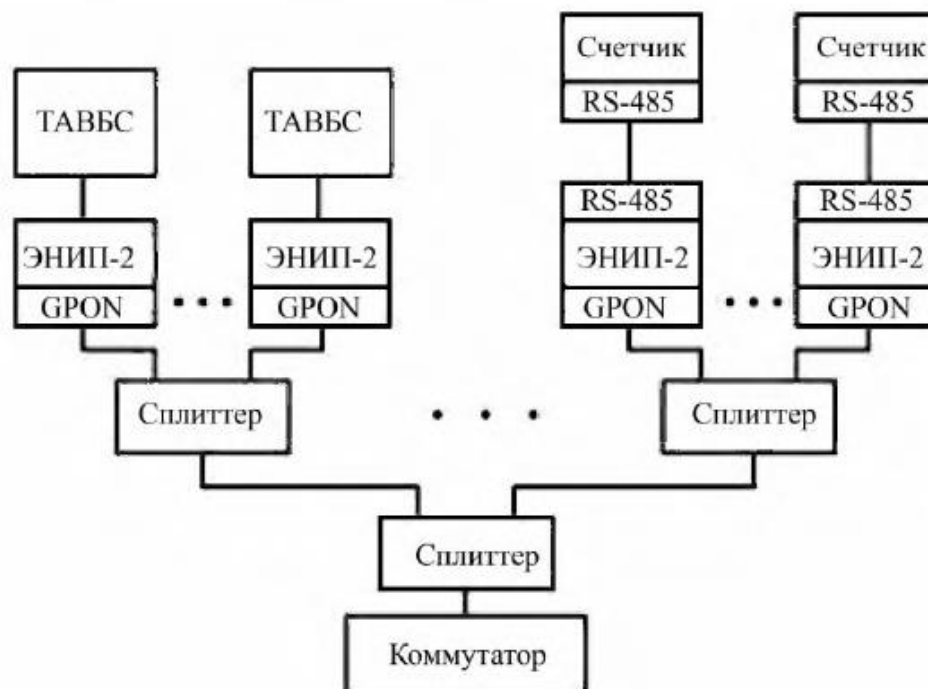 Счетчик Счетчик
ТАВБС ТАВБС RS-485 RS-485
RS-485 RS-485
ЭНИП-2 ЭНИП-2 ЭНИП-2 ЭНИП-2
GPON ... GPON GPON ... GPON
Сплиттер ... Сплиттер
Сплиттер
Коммутатор